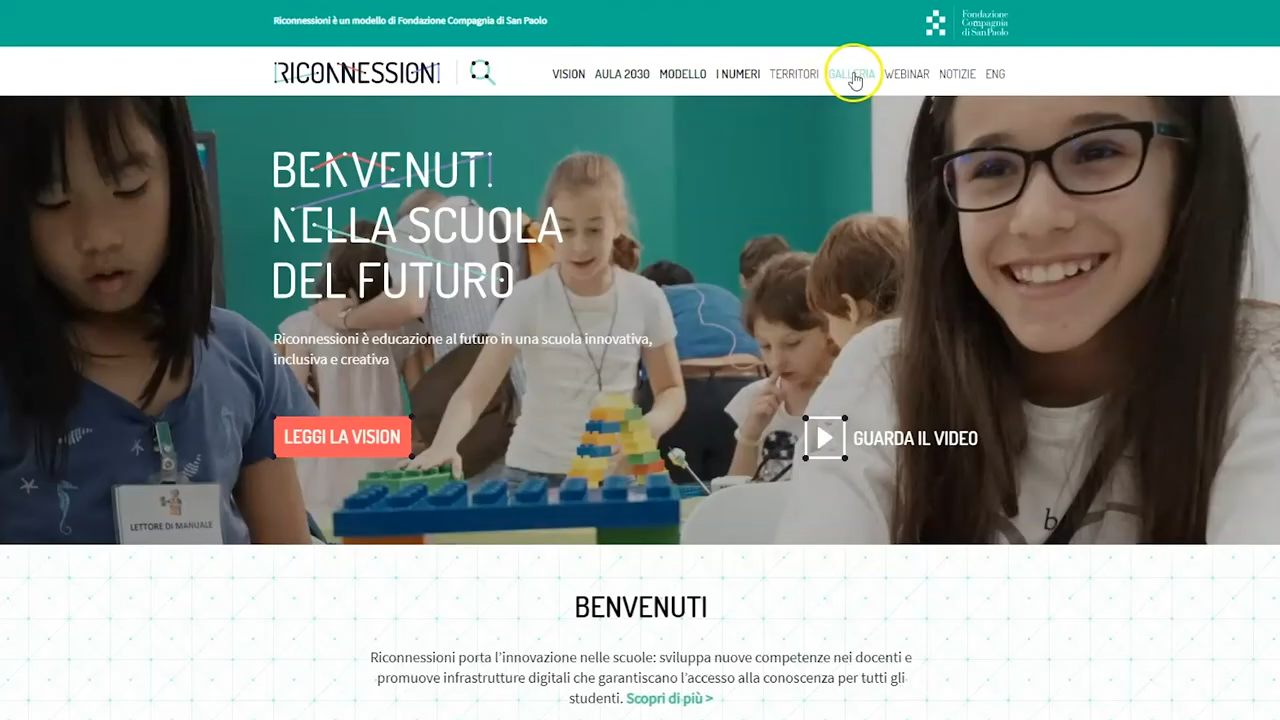 Riconnessioni è un modello di Fondazione Compagnia di San Paolo
Fondazione
Compagnia
di San Paolo
RICONNESSIONI
VISION AULA 2030 MODELLO I NUMERI TERRITORI GALLERIA WEBINAR NOTIZIE ENG
BENVENUTI
NELLA SCUOLA
DEL FUTURO
Riconnessioni è educazione al futuro in una scuola innovativa,
inclusiva e creativa
LEGGI LA VISION
GUARDA IL VIDEO
LETTORE DI MANUALE
BENVENUTI
Riconnessioni porta l'innovazione nelle scuole: sviluppa nuove competenze nei docenti e
promuove infrastrutture digitali che garantiscano l'accesso alla conoscenza per tutti gli
studenti. Scopri di più >